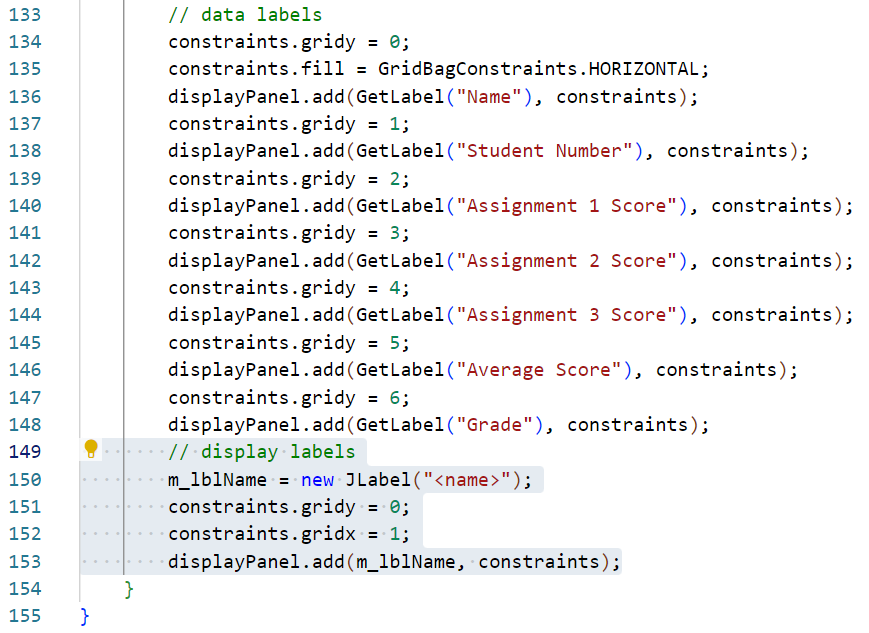 133 // data labels
134 constraints.gridy = 0;
135 constraints.fill = GridBagConstraints.HORIZONTAL;
136 displayPanel.add(GetLabel("Name"), constraints);
137 constraints.gridy = 1;
138 displayPanel.add(GetLabel("Student Number"), constraints);
139 constraints.gridy = 2;
140 displayPanel.add(GetLabel("Assignment 1 Score"), constraints);
141 constraints.gridy = 3;
142 displayPanel.add(GetLabel("Assignment 2 Score"), constraints);
143 constraints.gridy = 4;
144 displayPanel.add(GetLabel("Assignment 3 Score"), constraints);
145 constraints.gridy = 5;
146 displayPanel.add(GetLabel("Average Score"), constraints);
147 constraints.gridy = 6;
148 displayPanel.add(GetLabel("Grade"), constraints);
149 // display labels
150 m_lblName = new JLabel("<name>");
151 constraints.gridy = 0;
152 constraints.gridx = 1;
153 displayPanel.add(m_lblName, constraints);
154 }
155 }